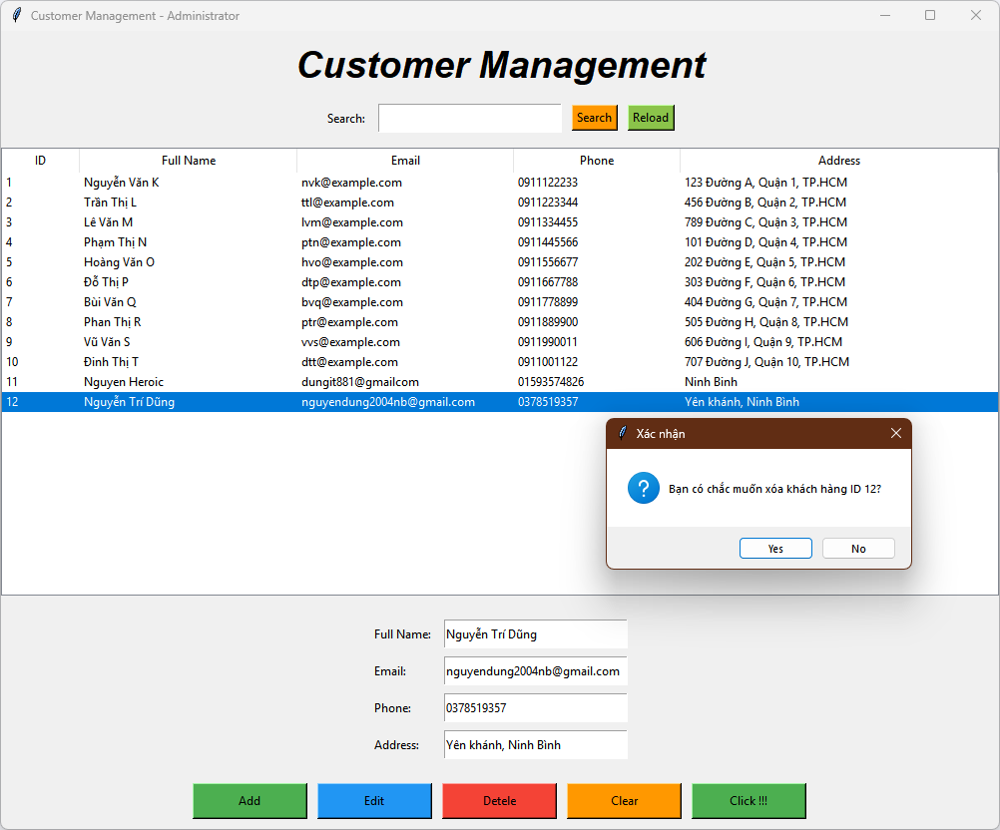 Customer Management - Administrator
Customer Management
Search: Search Reload
ID Full Name Email Phone Address
1 Nguyễn Văn K nvk@example.com 0911122233 123 Đường A, Quận 1, TP.HCM
2 Trần Thị L ttl@example.com 0911223344 456 Đường B, Quận 2, TP.HCM
3 Lê Văn M lvm@example.com 0911334455 789 Đường C, Quận 3, TP.HCM
4 Phạm Thị N ptn@example.com 0911445566 101 Đường D, Quận 4, TP.HCM
5 Hoàng Văn O hvo@example.com 0911556677 202 Đường E, Quận 5, TP.HCM
6 Đỗ Thị P dtp@example.com 0911667788 303 Đường F, Quận 6, TP.HCM
7 Bùi Văn Q bvq@example.com 0911778899 404 Đường G, Quận 7, TP.HCM
8 Phan Thị R ptr@example.com 0911889900 505 Đường H, Quận 8, TP.HCM
9 Vũ Văn S vvs@example.com 0911990011 606 Đường I, Quận 9, TP.HCM
10 Đinh Thị T dtt@example.com 0911001122 707 Đường J, Quận 10, TP.HCM
11 Nguyen Heroic dungit881@gmailcom 01593574826 Ninh Binh
12 Nguyễn Trí Dũng nguyendung2004nb@gmail.com 0378519357 Yên khánh, Ninh Bình
Xác nhận
Bạn có chắc muốn xóa khách hàng ID 12?
Yes No
Full Name: Nguyễn Trí Dũng
Email: nguyendung2004nb@gmail.com
Phone: 0378519357
Address: Yên khánh, Ninh Bình
Add Edit Detele Clear Click !!!